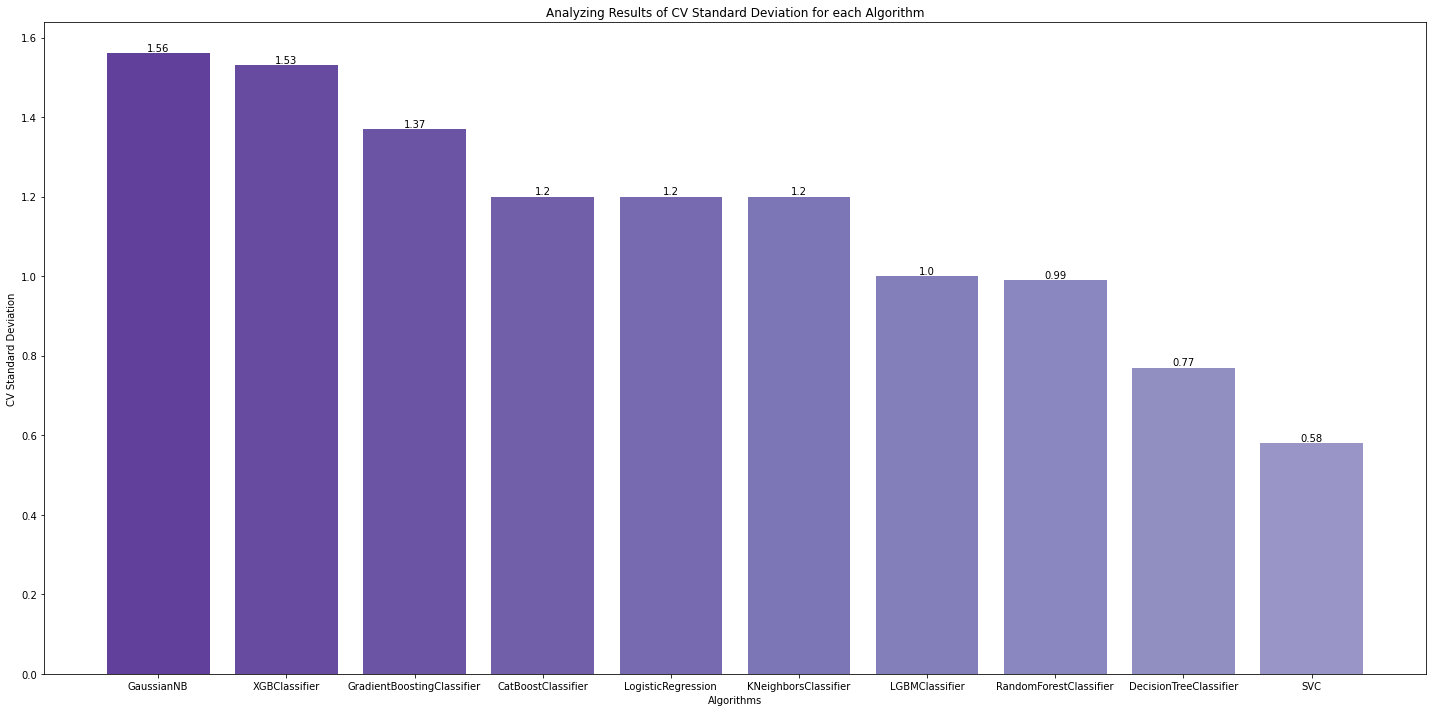 Analyzing Results of CV Standard Deviation for each Algorithm
CV Standard Deviation
1.6
1.4
1.2
1.0
0.8
0.6
0.4
0.2
0.0
1.56
1.53
1.37
1.2
1.2
1.2
1.0
0.99
0.77
0.58
GaussianNB
XGBClassifier
GradientBoostingClassifier
CatBoostClassifier
LogisticRegression
KNeighborsClassifier
LGBMClassifier
RandomForestClassifier
DecisionTreeClassifier
SVC
Algorithms